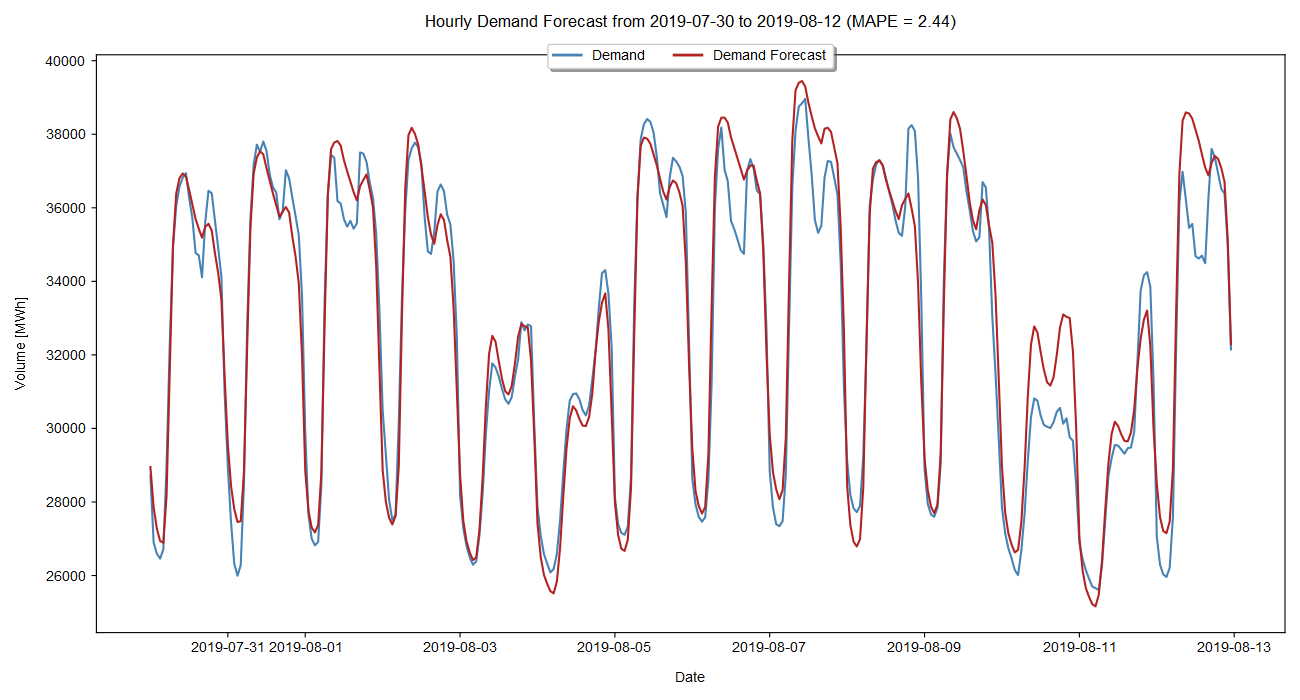 Hourly Demand Forecast from 2019-07-30 to 2019-08-12 (MAPE = 2.44)
Demand
Demand Forecast
40000
38000
36000
34000
32000
30000
28000
26000
Volume [MWh]
2019-07-31 2019-08-01 2019-08-03 2019-08-05 2019-08-07 2019-08-09 2019-08-11 2019-08-13
Date